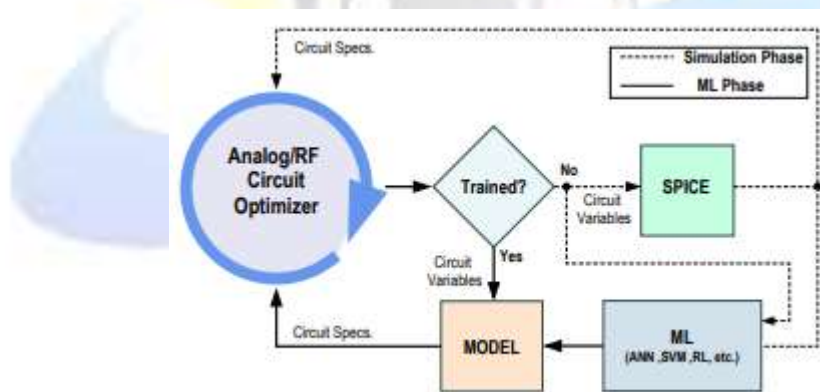 Circuit Specs.
Simulation Phase
ML Phase
Analog/RF
Circuit
Optimizer
Trained?
No
Circuit
Variables
SPICE
Yes
Circuit
Variables
Circuit Specs.
MODEL
ML
(ANN ,SVM ,RL, etc.)